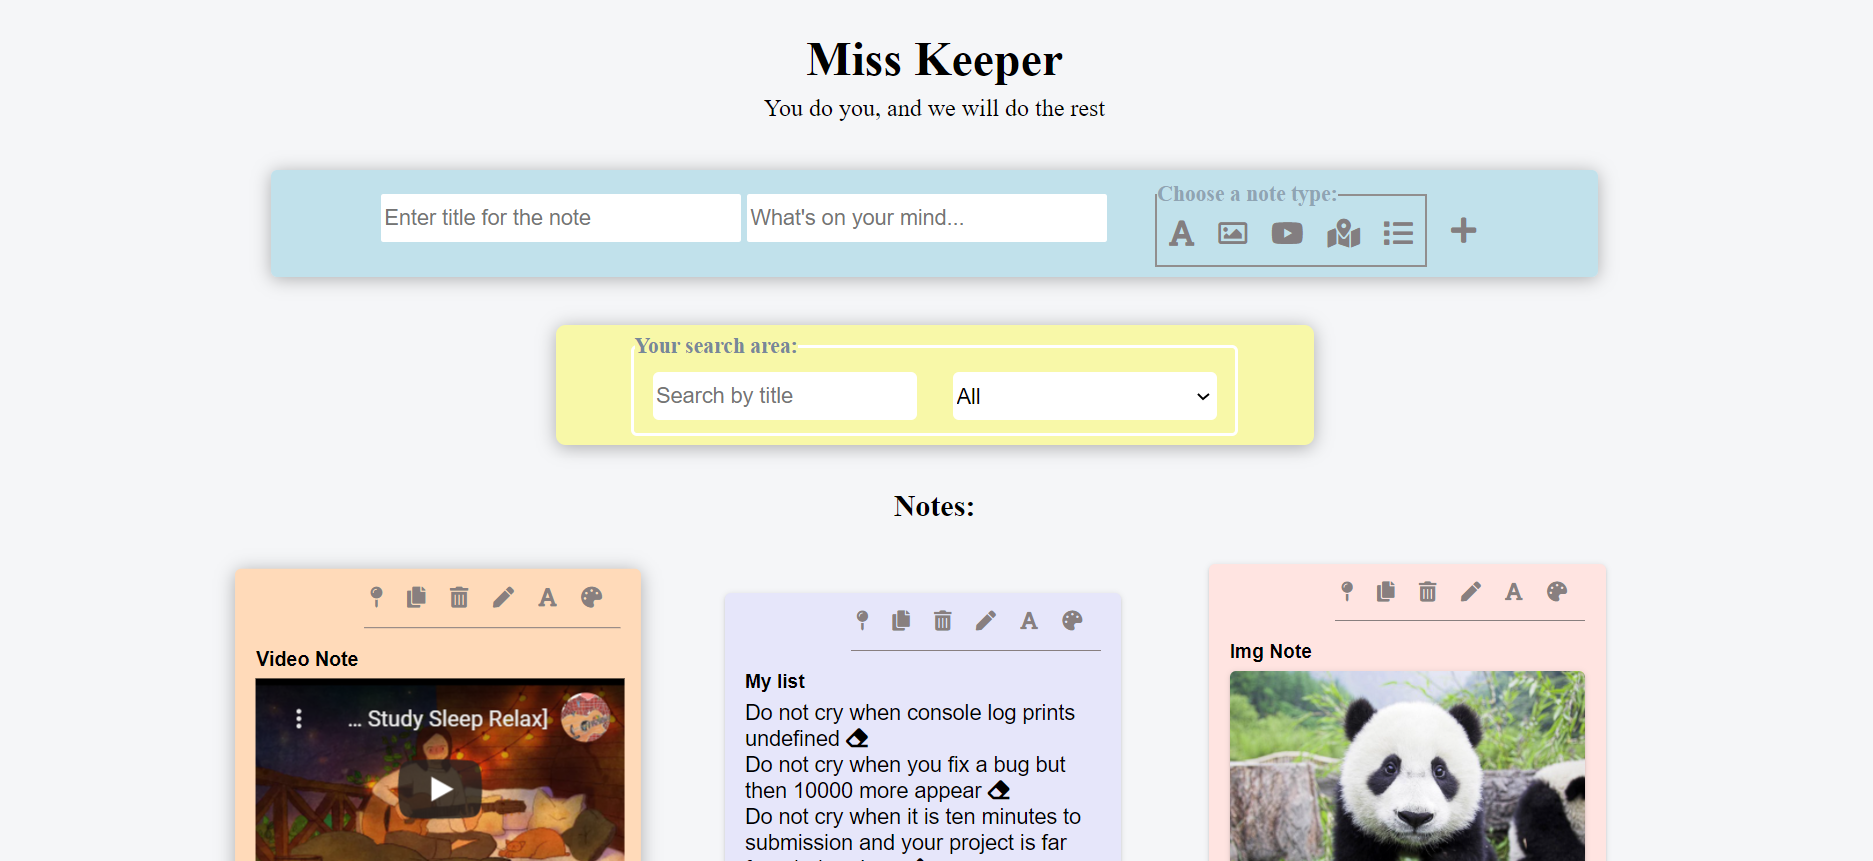 Miss Keeper
You do you, and we will do the rest
Enter title for the note
What's on your mind...
Choose a note type:
Your search area:
Search by title
All
Notes:
Video Note
... Study Sleep Relax]
My list
Do not cry when console log prints
undefined
Do not cry when you fix a bug but
then 10000 more appear
Do not cry when it is ten minutes to
submission and your project is far
Img Note